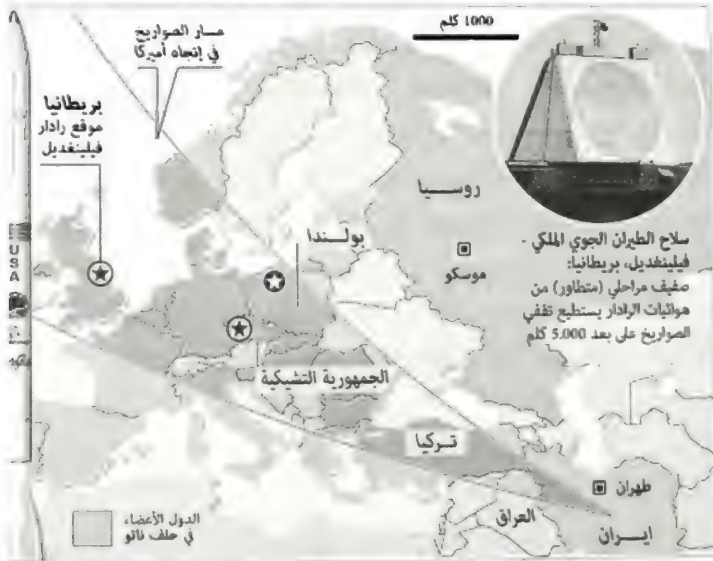 1000 كلم
مسار الصواريخ
في إتجاه أميركا
بريطانيا
موقع رادار
فيلينغديل
روسيا
بولندا
موسكو
سلاح الطيران الجوي الملكي -
فيلينغديل، بريطانيا:
صفيف مراحلي (متطاور) من
هوائيات الرادار يستطيع تقفي
الصواريخ على بعد 5.000 كلم
USA
الجمهورية التشيكية
تركيا
طهران
العراق
ايران
الدول الأعضاء
في حلف ناتو